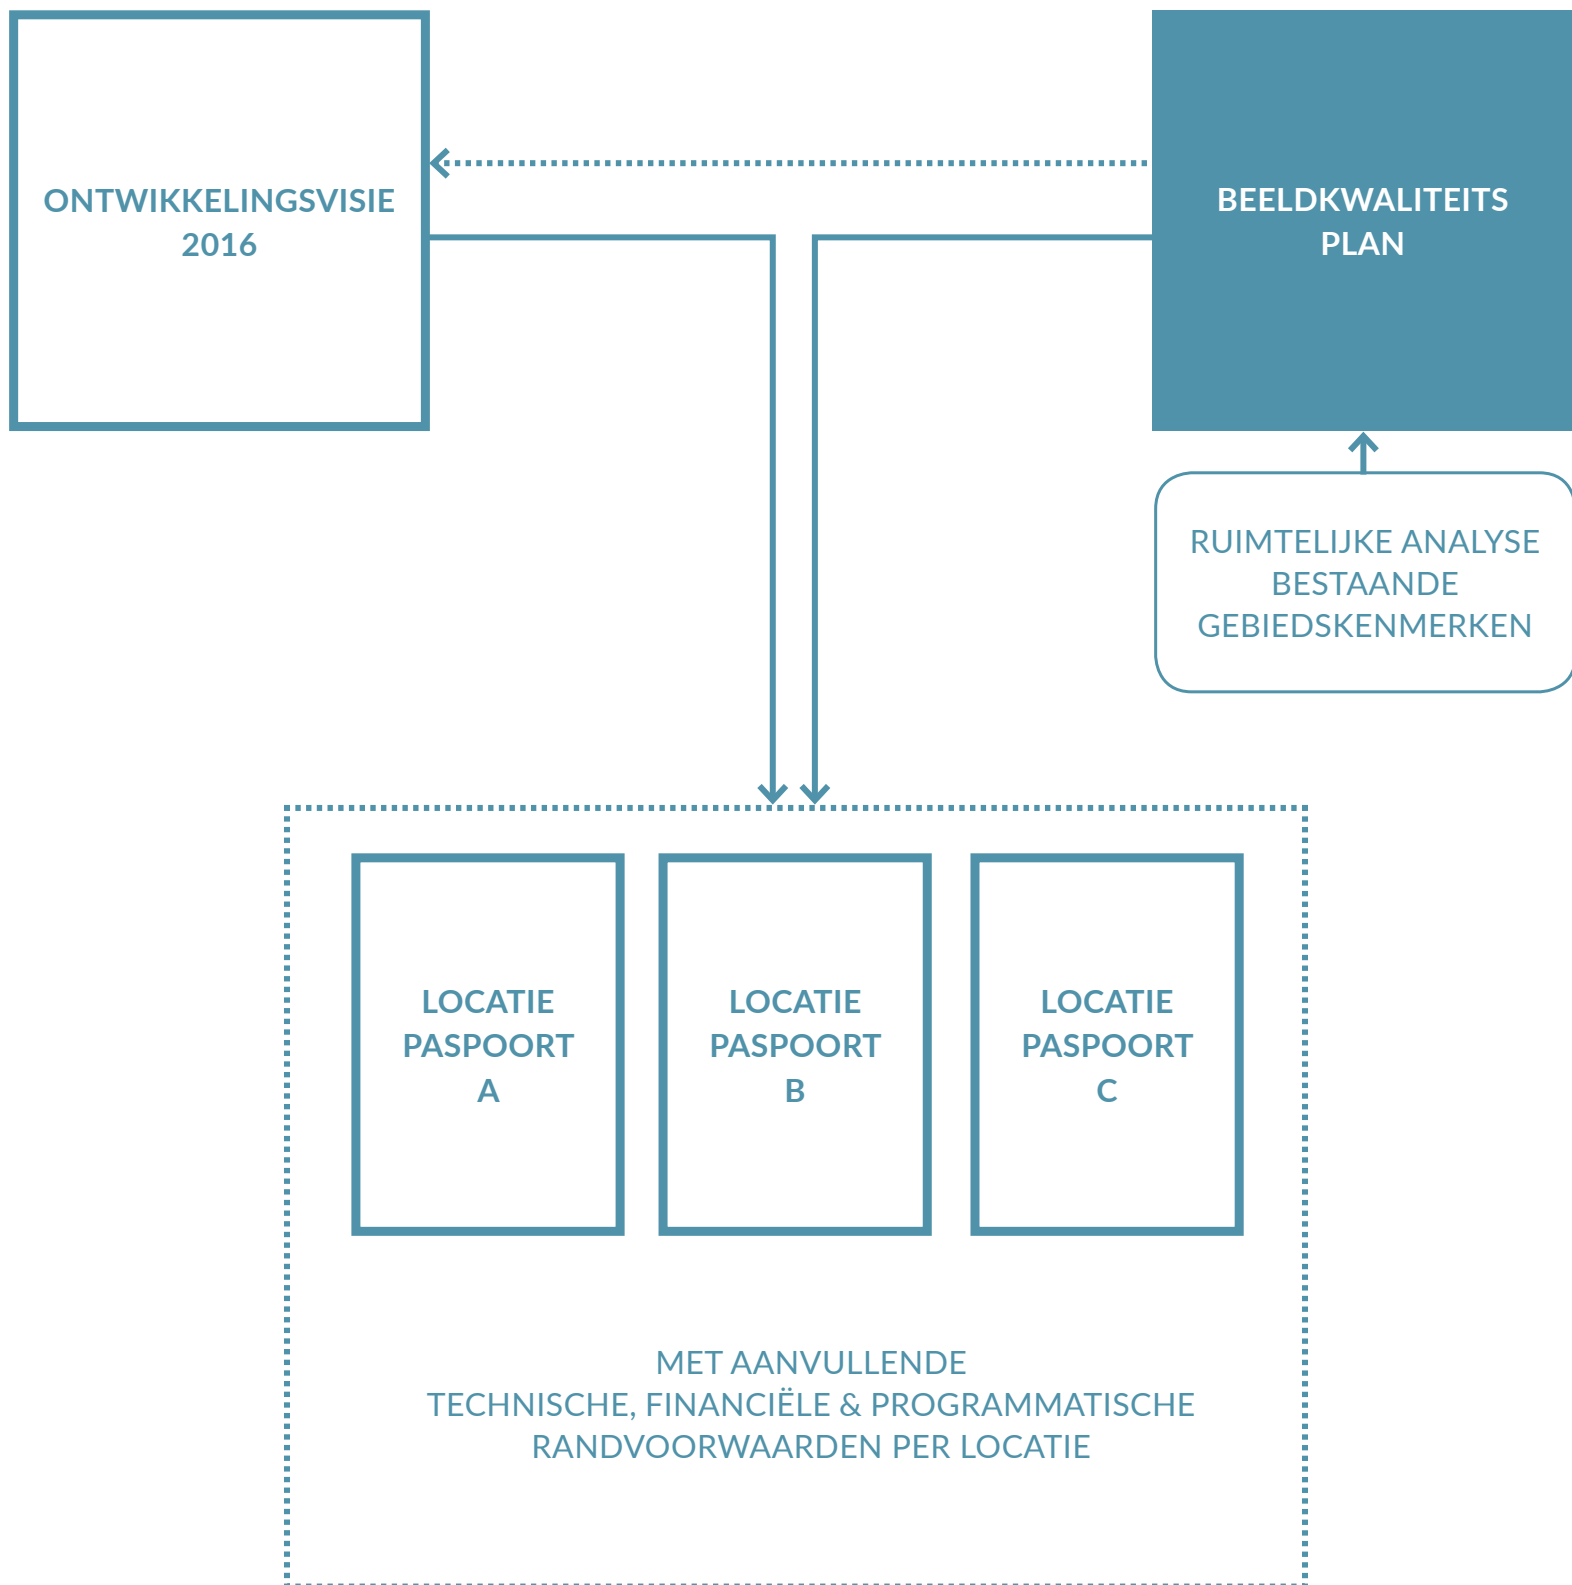 ONTWIKKELINGSVISIE
2016
BEELDKWALITEITS
PLAN
RUIMTELIJKE ANALYSE
BESTAANDE
GEBIEDSKENMERKEN
LOCATIE
PASPOORT
A
LOCATIE
PASPOORT
B
LOCATIE
PASPOORT
C
MET AANVULLENDE
TECHNISCHE, FINANCIËLE & PROGRAMMATISCHE
RANDVOORWAARDEN PER LOCATIE